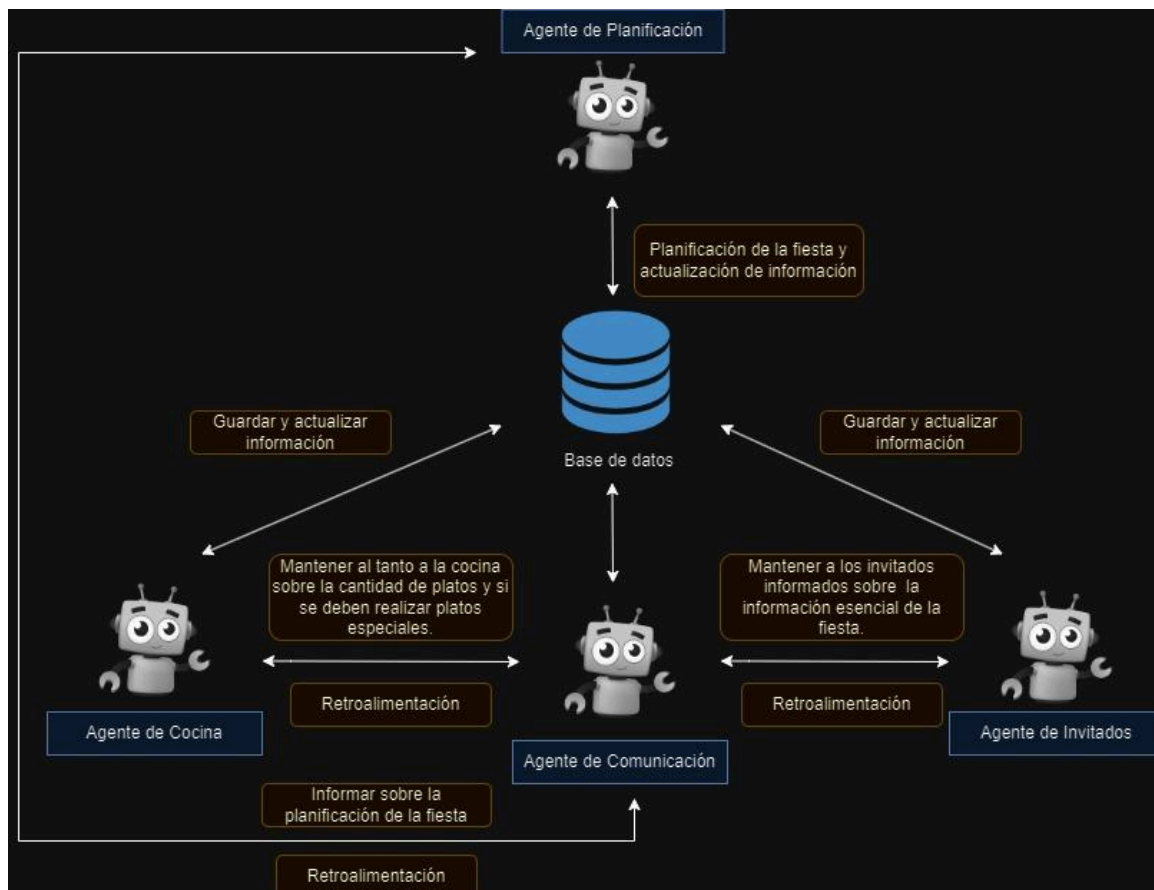 Agente de Planificación
Planificación de la fiesta y
actualización de información
Guardar y actualizar
información
Guardar y actualizar
información
Base de datos
Mantener al tanto a la cocina
sobre la cantidad de platos y si
se deben realizar platos
especiales.
Mantener a los invitados
informados sobre la
información esencial de la
fiesta.
Retroalimentación
Retroalimentación
Agente de Cocina
Agente de Comunicación
Agente de Invitados
Informar sobre la
planificación de la fiesta
Retroalimentación